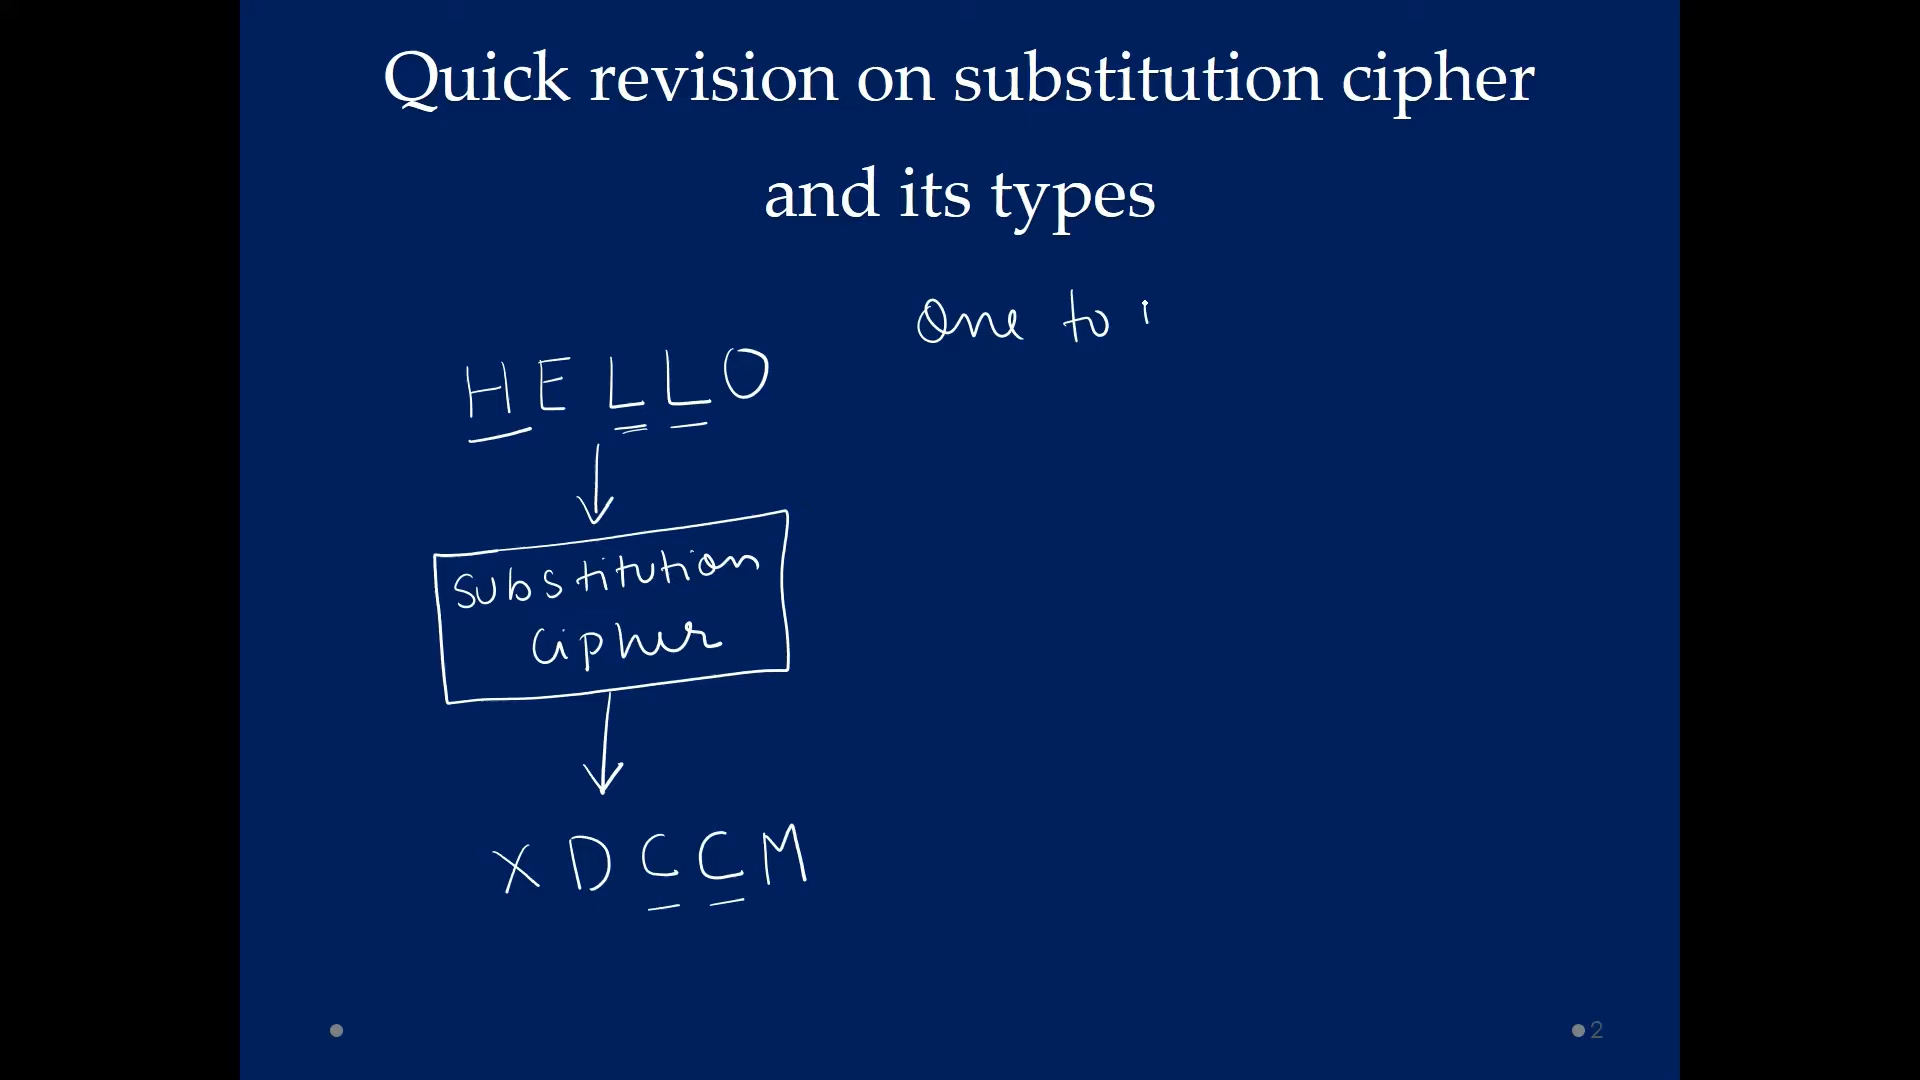 Quick revision on substitution cipher
and its types
One to
HELLO
Substitution
Cipher
XDCCM
2